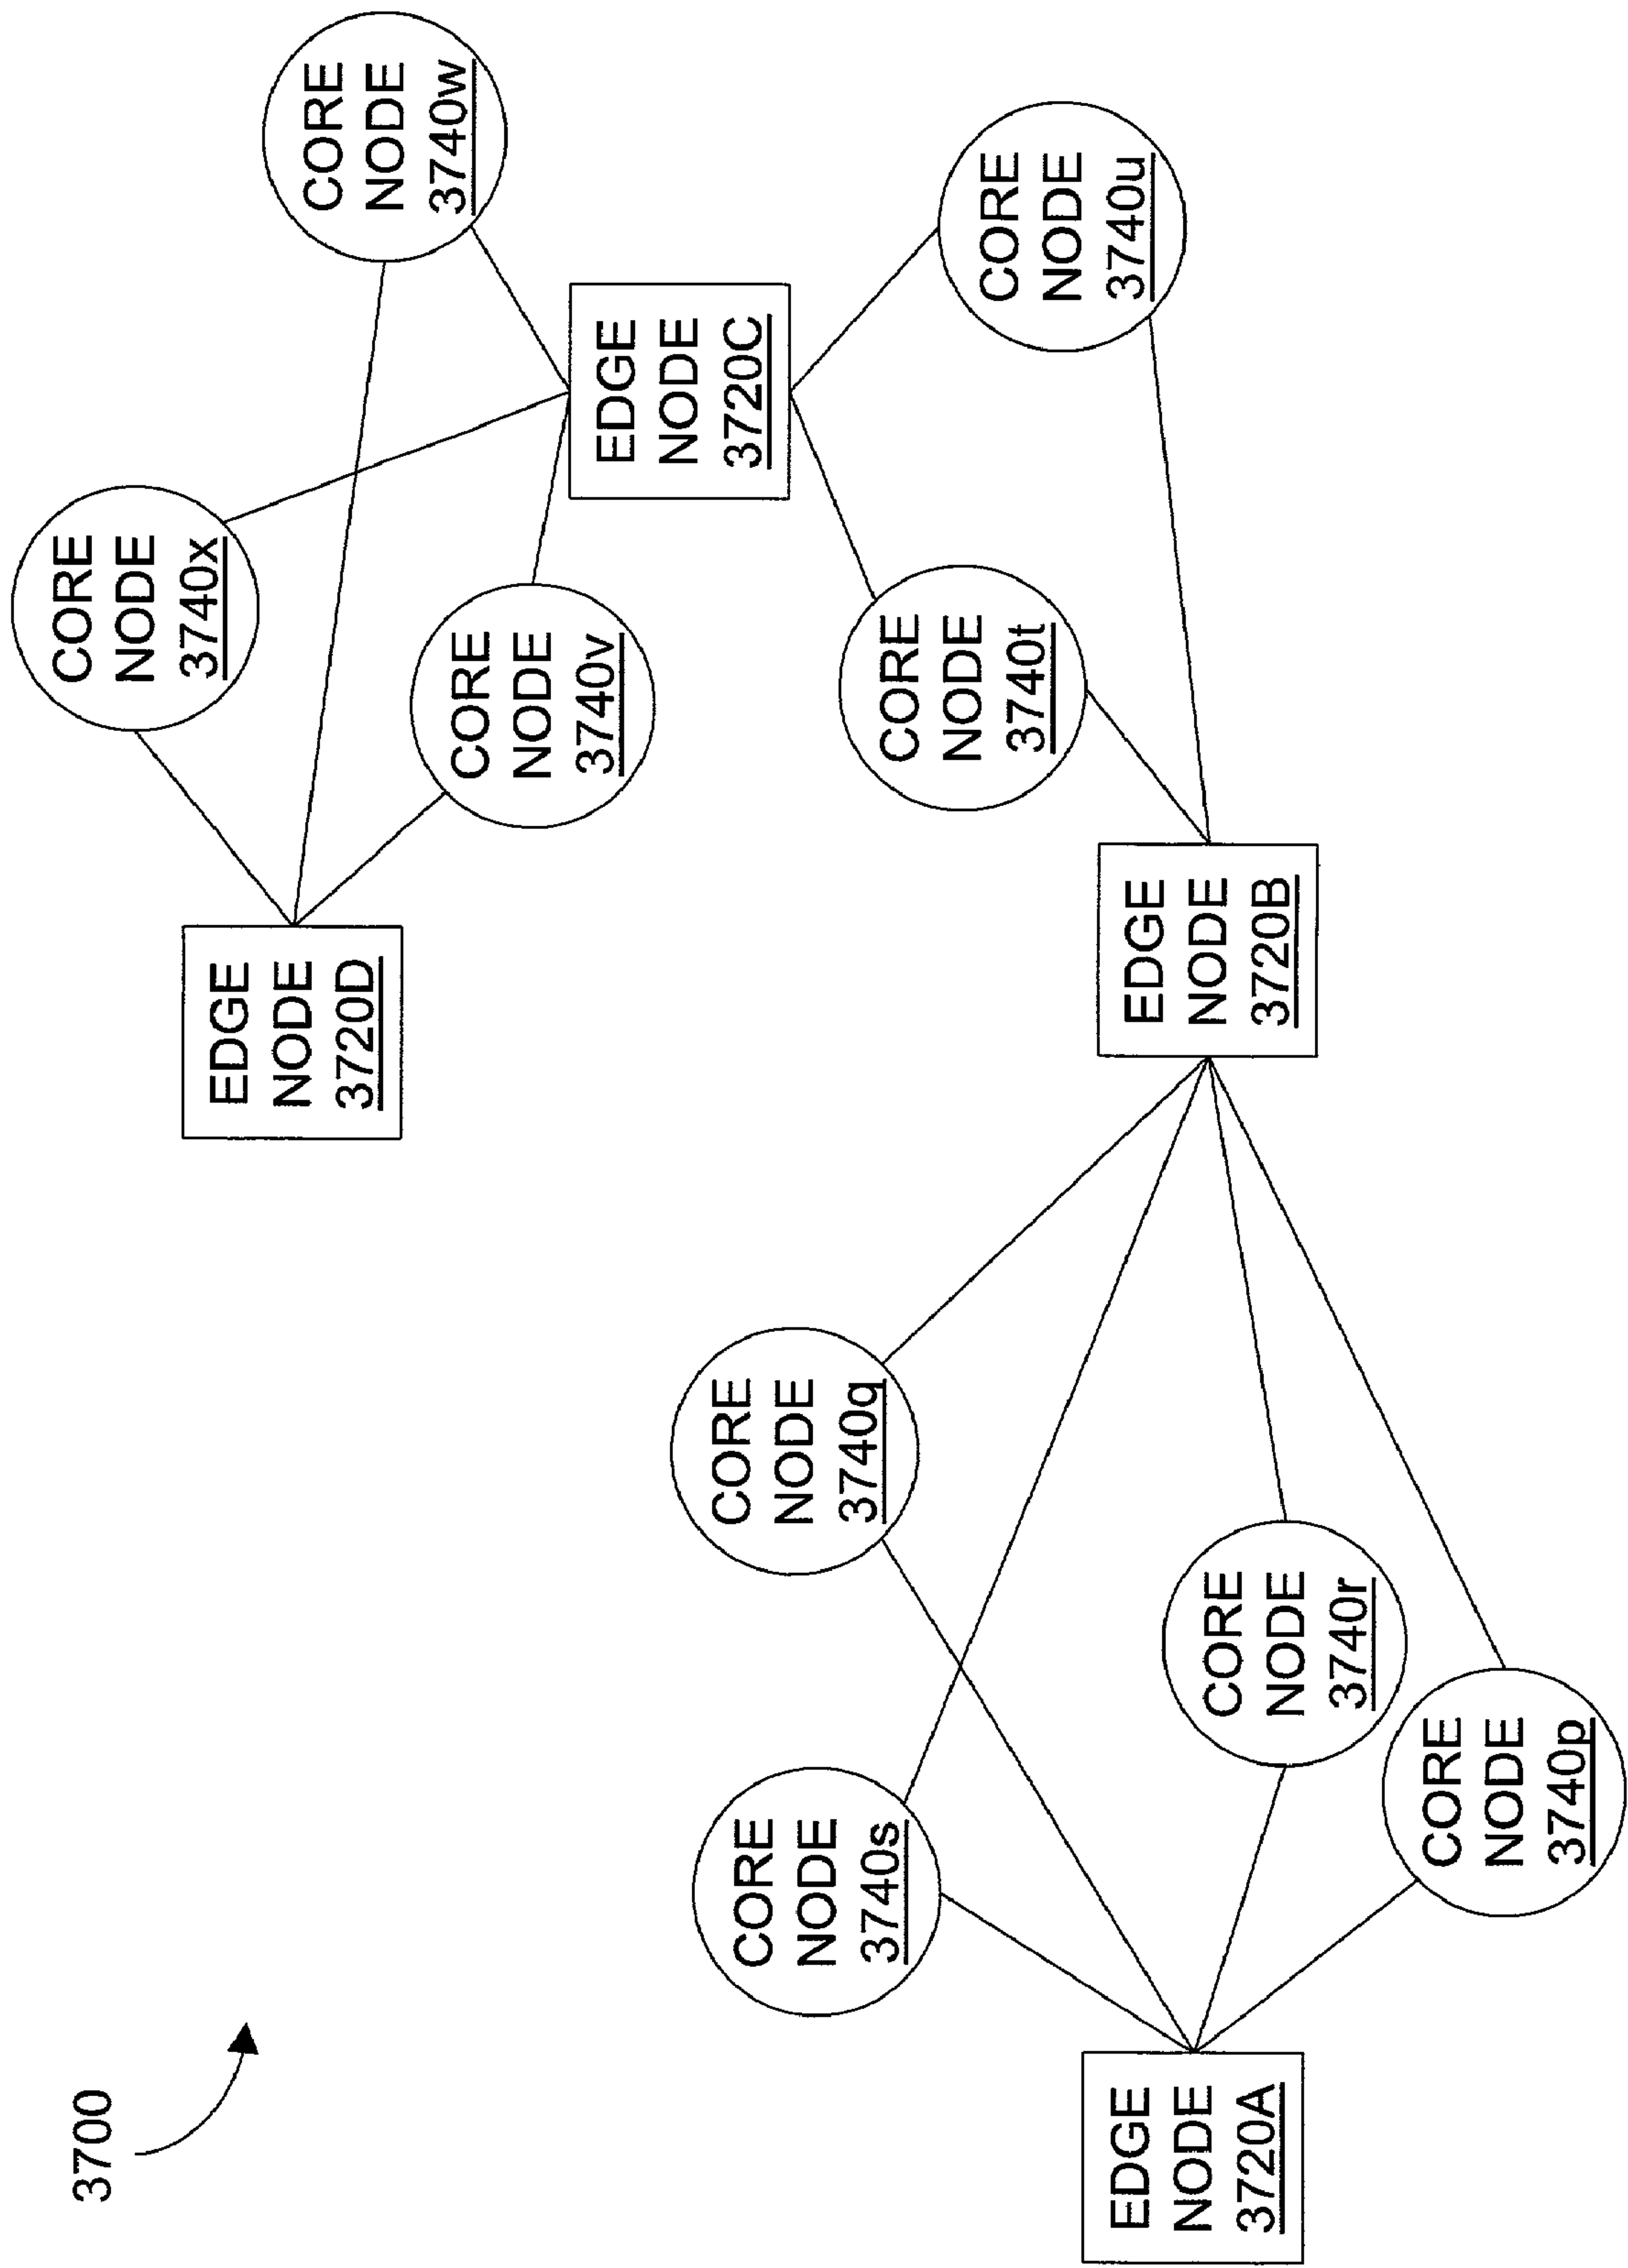 3700
EDGE
NODE
3720D
CORE
NODE
3740x
CORE
NODE
3740w
CORE
NODE
3740v
EDGE
NODE
3720C
CORE
NODE
3740s
CORE
NODE
3740q
CORE
NODE
3740t
CORE
NODE
3740u
EDGE
NODE
3720A
CORE
NODE
3740r
EDGE
NODE
3720B
CORE
NODE
3740p